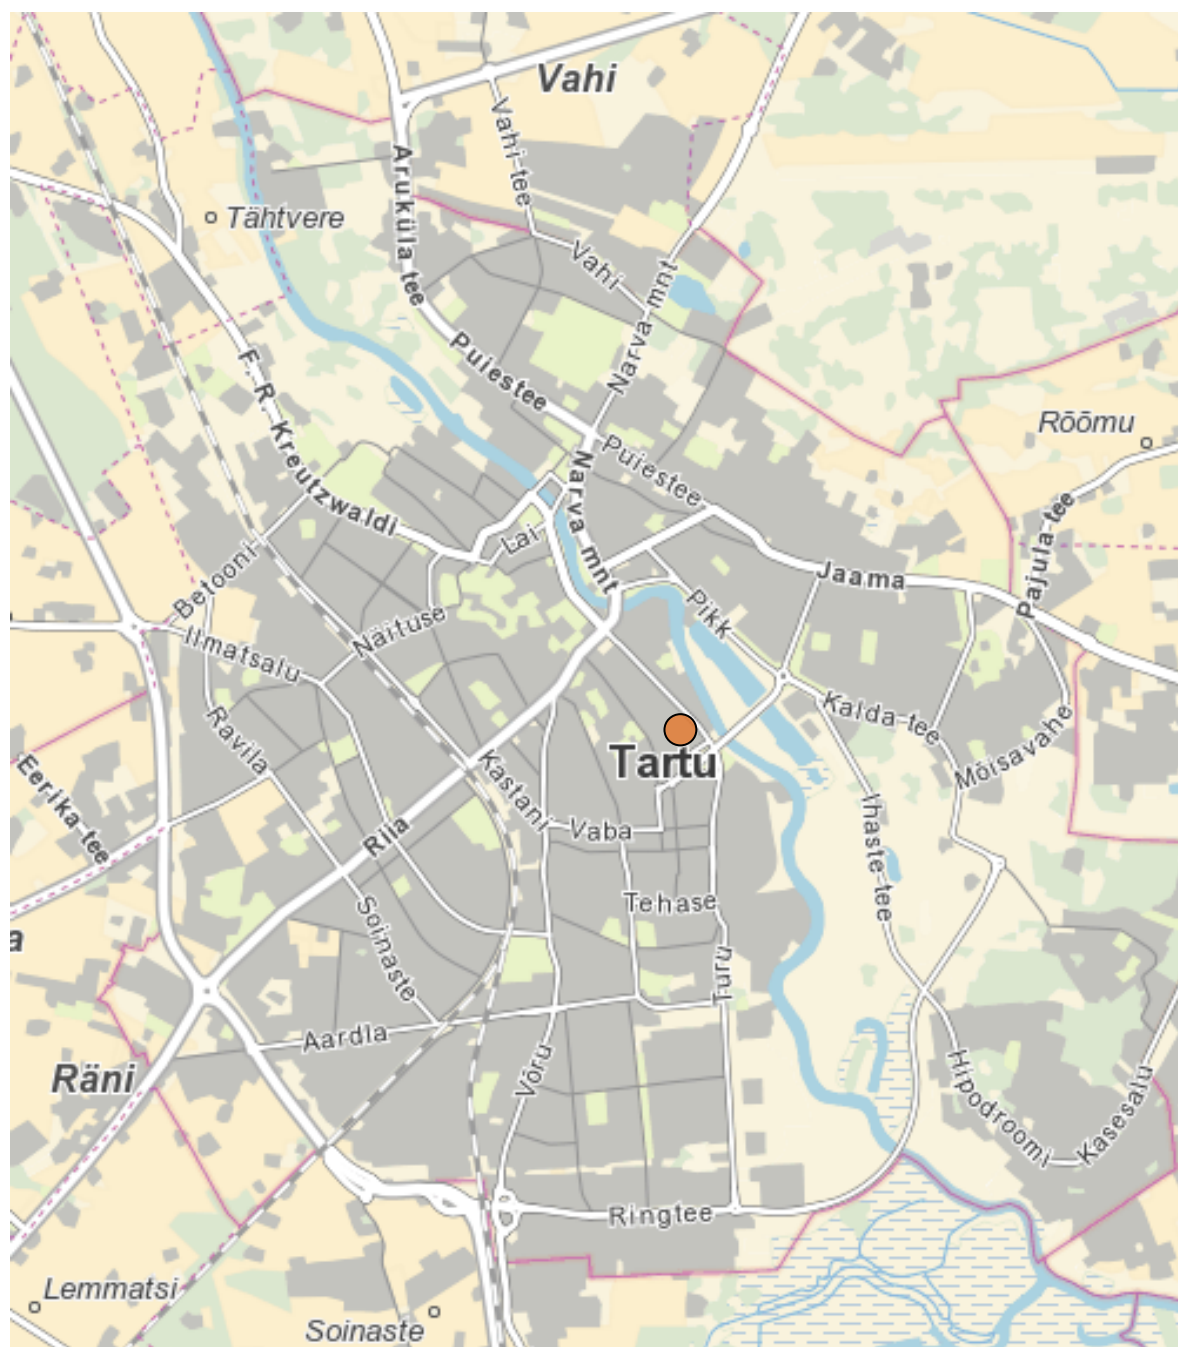 Vahi
Vahi tee
Aruküla tee
Tähtvere
Vahi
Narva mnt
Puiestee
F. R. Kreutzwaldi
Rõõmu
Puiestee
Narva mnt
Lai
Pajula tee
Jaama
Betooni
Näituse
Pikk
Ilmatsalu
Kalda tee
Ravila
Mõisavahe
Tartu
Eerika tee
Kastani
Vaba
Ihaste tee
Riia
Tehase
Soinaste
a
Turu
Aardla
Võru
Räni
Hipodroomi
Kasesalu
Ringtee
Lemmatsi
Soinaste